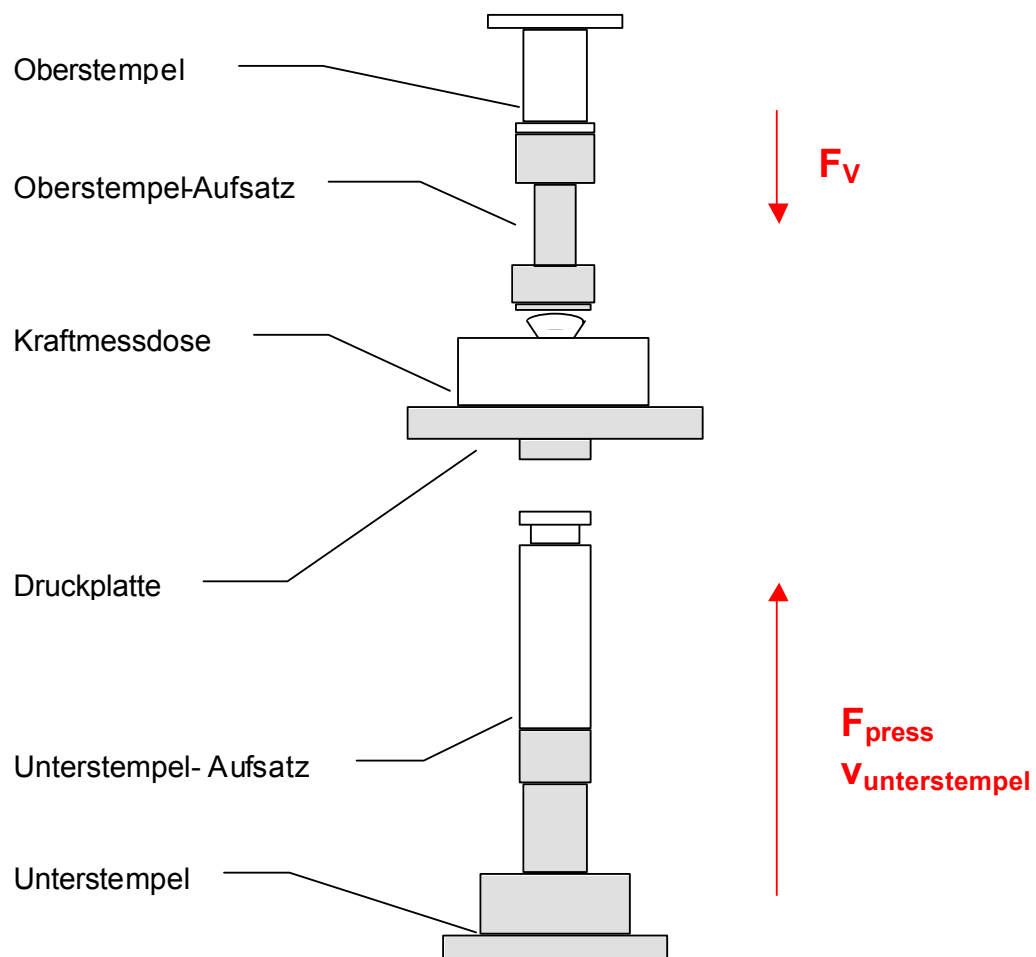 Oberstempel
F_V
Oberstempel-Aufsatz
Kraftmessdose
Druckplatte
F_press
v_unterstempel
Unterstempel- Aufsatz
Unterstempel